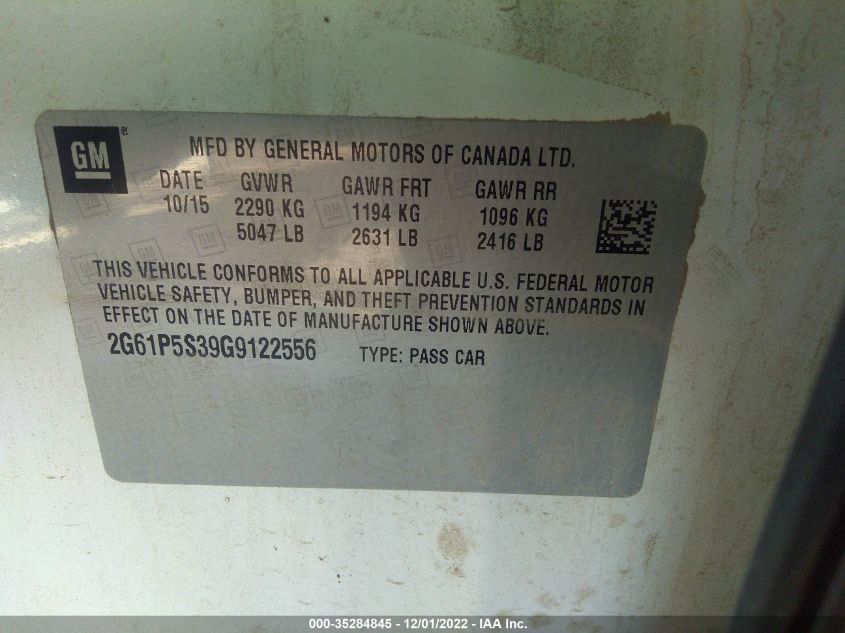 GM ®
MFD BY GENERAL MOTORS OF CANADA LTD.
DATE GVWR GAWR FRT GAWR RR
10/15 2290 KG 1194 KG 1096 KG
5047 LB 2631 LB 2416 LB
THIS VEHICLE CONFORMS TO ALL APPLICABLE U.S. FEDERAL MOTOR
VEHICLE SAFETY, BUMPER, AND THEFT PREVENTION STANDARDS IN
EFFECT ON THE DATE OF MANUFACTURE SHOWN ABOVE.
2G61P5S39G9122556 TYPE: PASS CAR
000-35284845 - 12/01/2022 - IAA Inc.